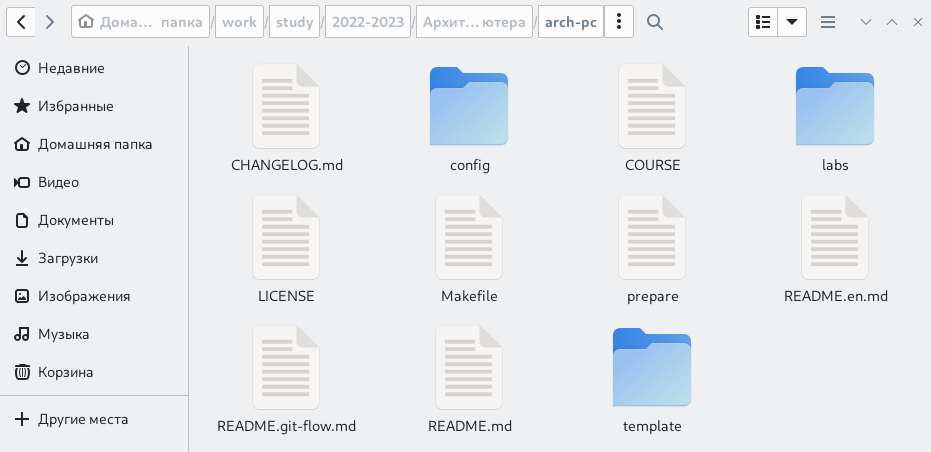 Дома… папка / work / study / 2022-2023 / Архит… ютера / arch-pc
Недавние
Избранные
Домашняя папка
Видео
Документы
Загрузки
Изображения
Музыка
Корзина
Другие места
CHANGELOG.md
config
COURSE
labs
LICENSE
Makefile
prepare
README.en.md
README.git-flow.md
README.md
template